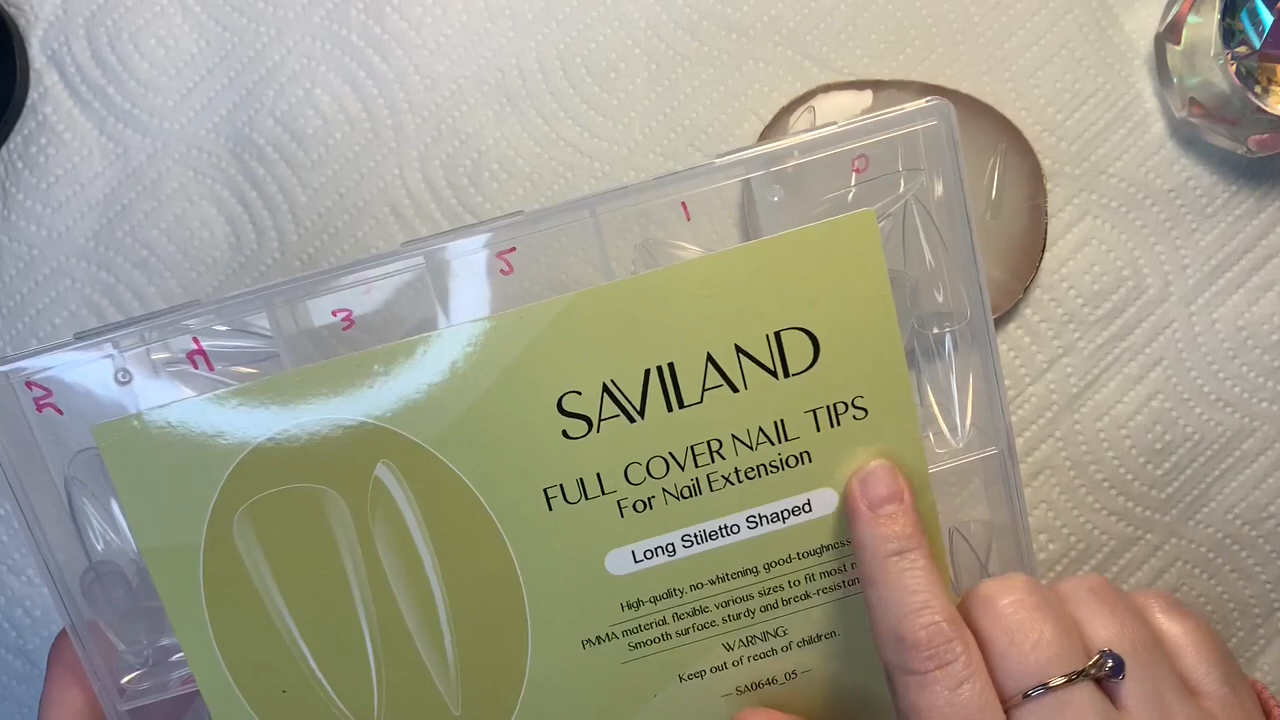 0
1
5
3
4
SAVILAND
FULL COVER NAIL TIPS
For Nail Extension
Long Stiletto Shaped
High-quality, no-whitening, good-toughness
PMMA material, flexible, various sizes to fit most
Smooth surface, sturdy and break-resistan
WARNING:
Keep out of reach of children.
— SA0646_05 —